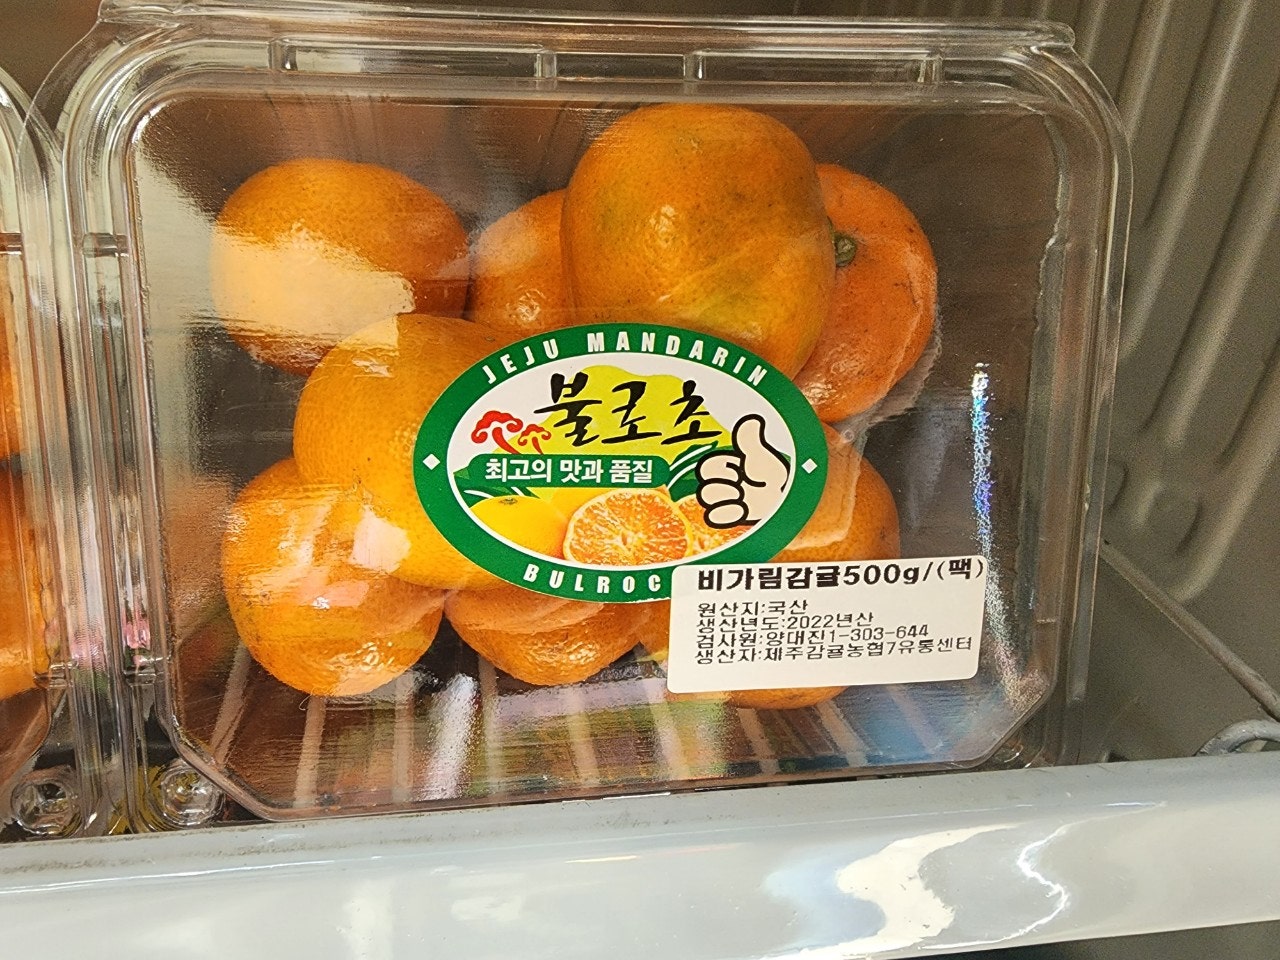 JEJU MANDARIN
불로초
최고의 맛과 품질
비가림감귤500g/(팩)
원산지:국산
생산년도:2022년산
검사원:양대진1-303-644
생산자:제주감귤농협7유통센터